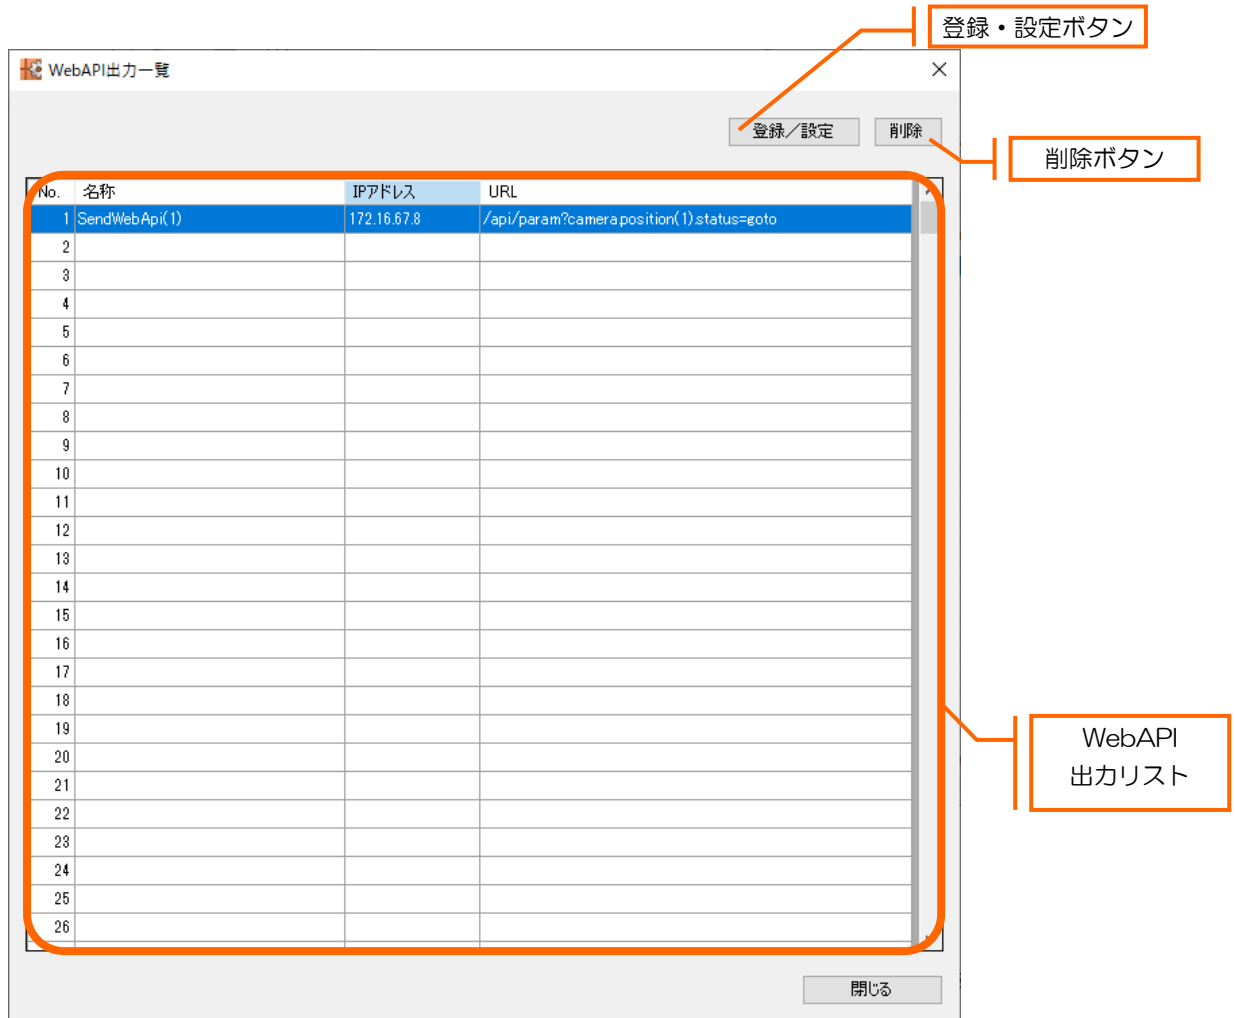 登録・設定ボタン
WebAPI出力一覧
登録／設定 削除
削除ボタン
No. 名称 IPアドレス URL
1 SendWebApi(1) 172.16.67.8 /api/param?camera.position(1).status=goto
2
3
4
5
6
7
8
9
10
11
12
13
14
15
16
17
18
19
20
21
22
23
24
25
26
WebAPI
出力リスト
閉じる